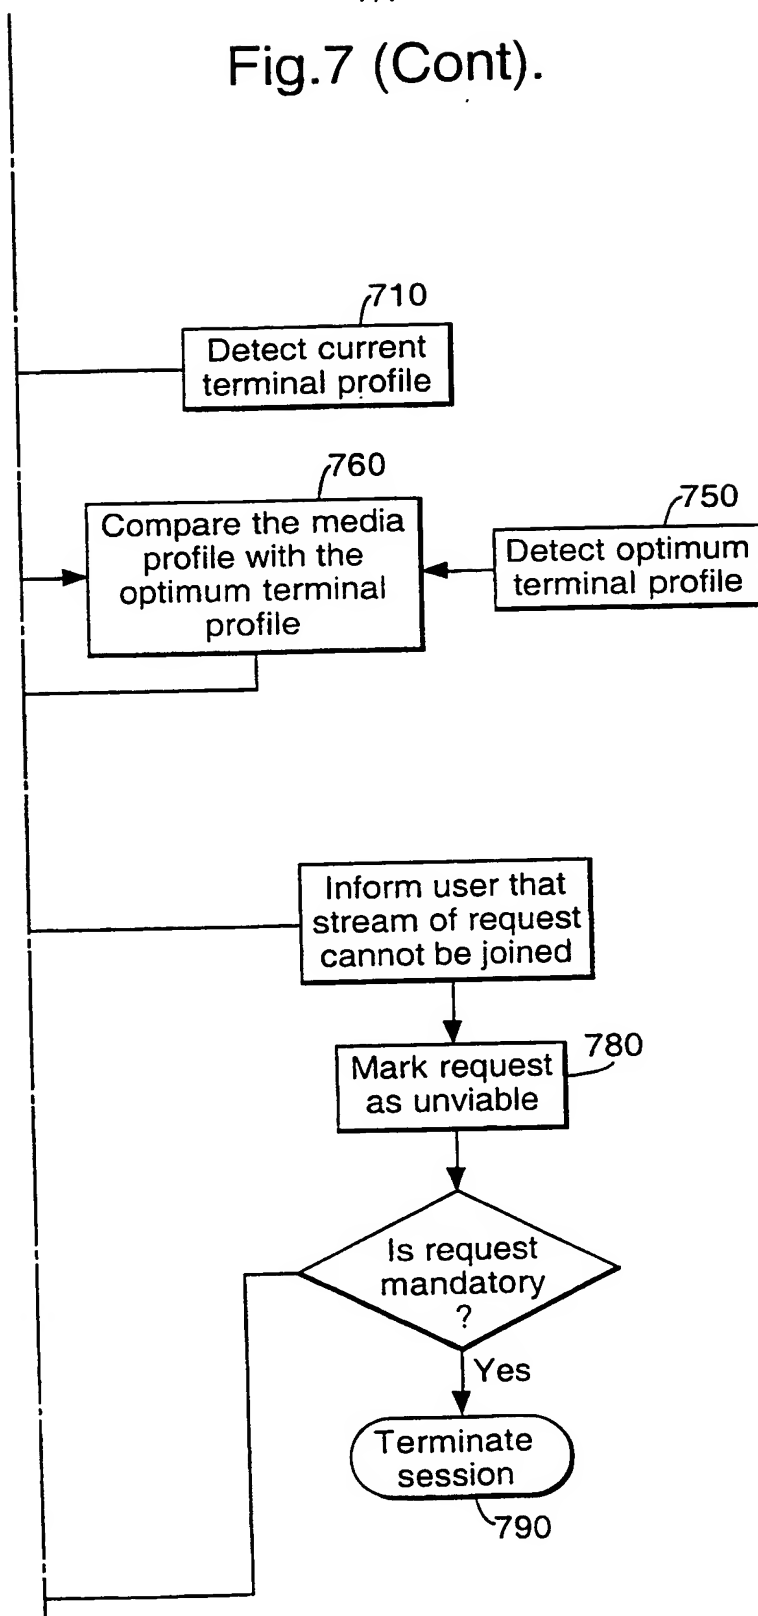 Fig.7 (Cont).
710
Detect current
terminal profile
760
Compare the media
profile with the
optimum terminal
profile
750
Detect optimum
terminal profile
Inform user that
stream of request
cannot be joined
780
Mark request
as unviable
Is request
mandatory
?
Yes
Terminate
session
790